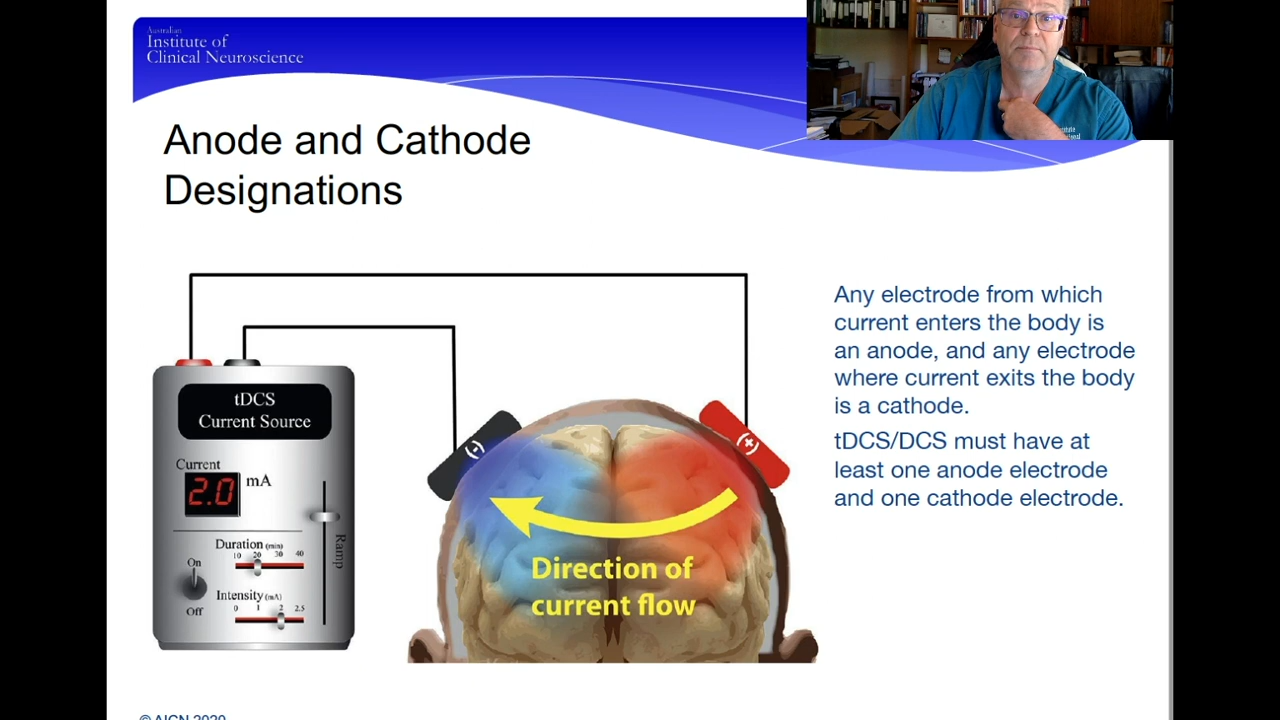 Australian
Institute of
Clinical Neuroscience
Anode and Cathode
Designations
tDCS
Current Source
Current
2.0 mA
Ramp
Duration (min)
10 20 30 40
On
Off
Intensity (mA)
0 1 2 2.5
(-)
(+)
Direction of
current flow
Any electrode from which
current enters the body is
an anode, and any electrode
where current exits the body
is a cathode.
tDCS/DCS must have at
least one anode electrode
and one cathode electrode.
© AICN 2020